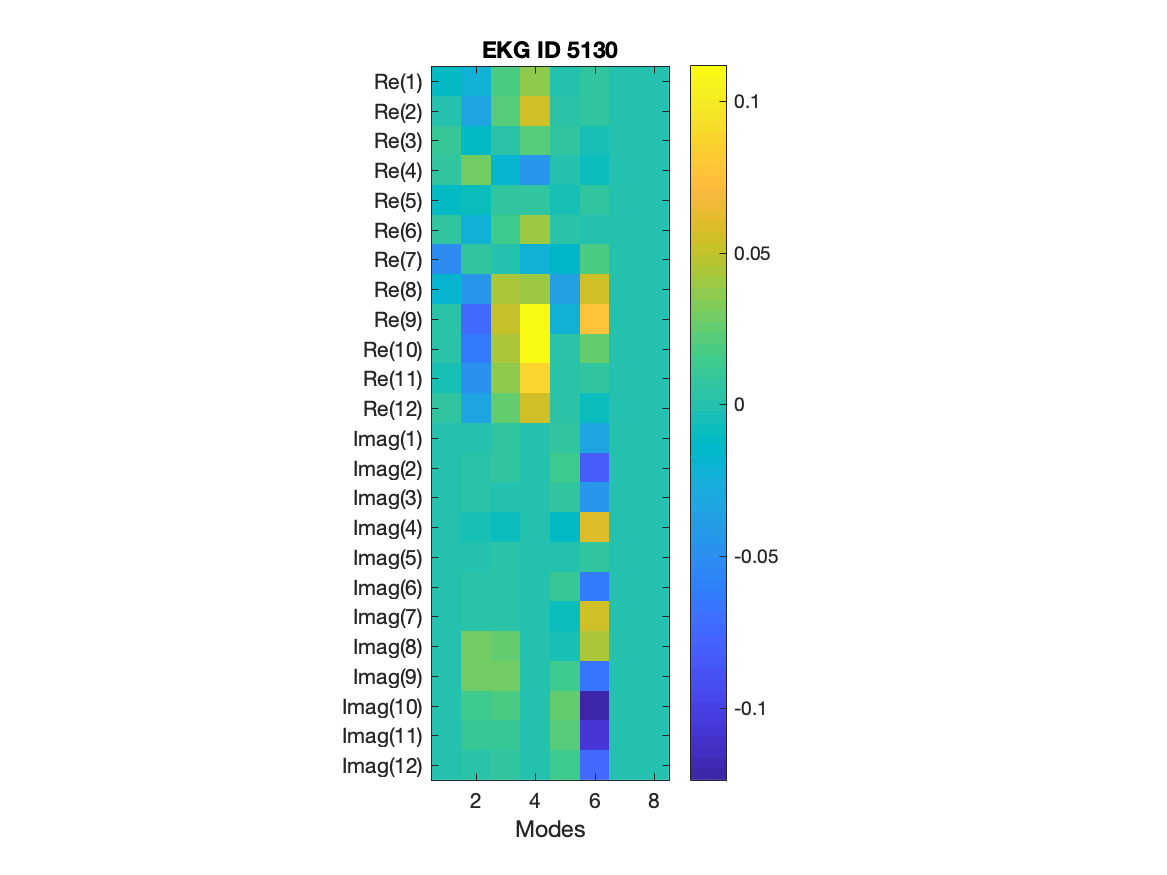 EKG ID 5130
Re(1)
Re(2)
Re(3)
Re(4)
Re(5)
Re(6)
Re(7)
Re(8)
Re(9)
Re(10)
Re(11)
Re(12)
Imag(1)
Imag(2)
Imag(3)
Imag(4)
Imag(5)
Imag(6)
Imag(7)
Imag(8)
Imag(9)
Imag(10)
Imag(11)
Imag(12)
2 4 6 8
Modes
0.1
0.05
0
-0.05
-0.1